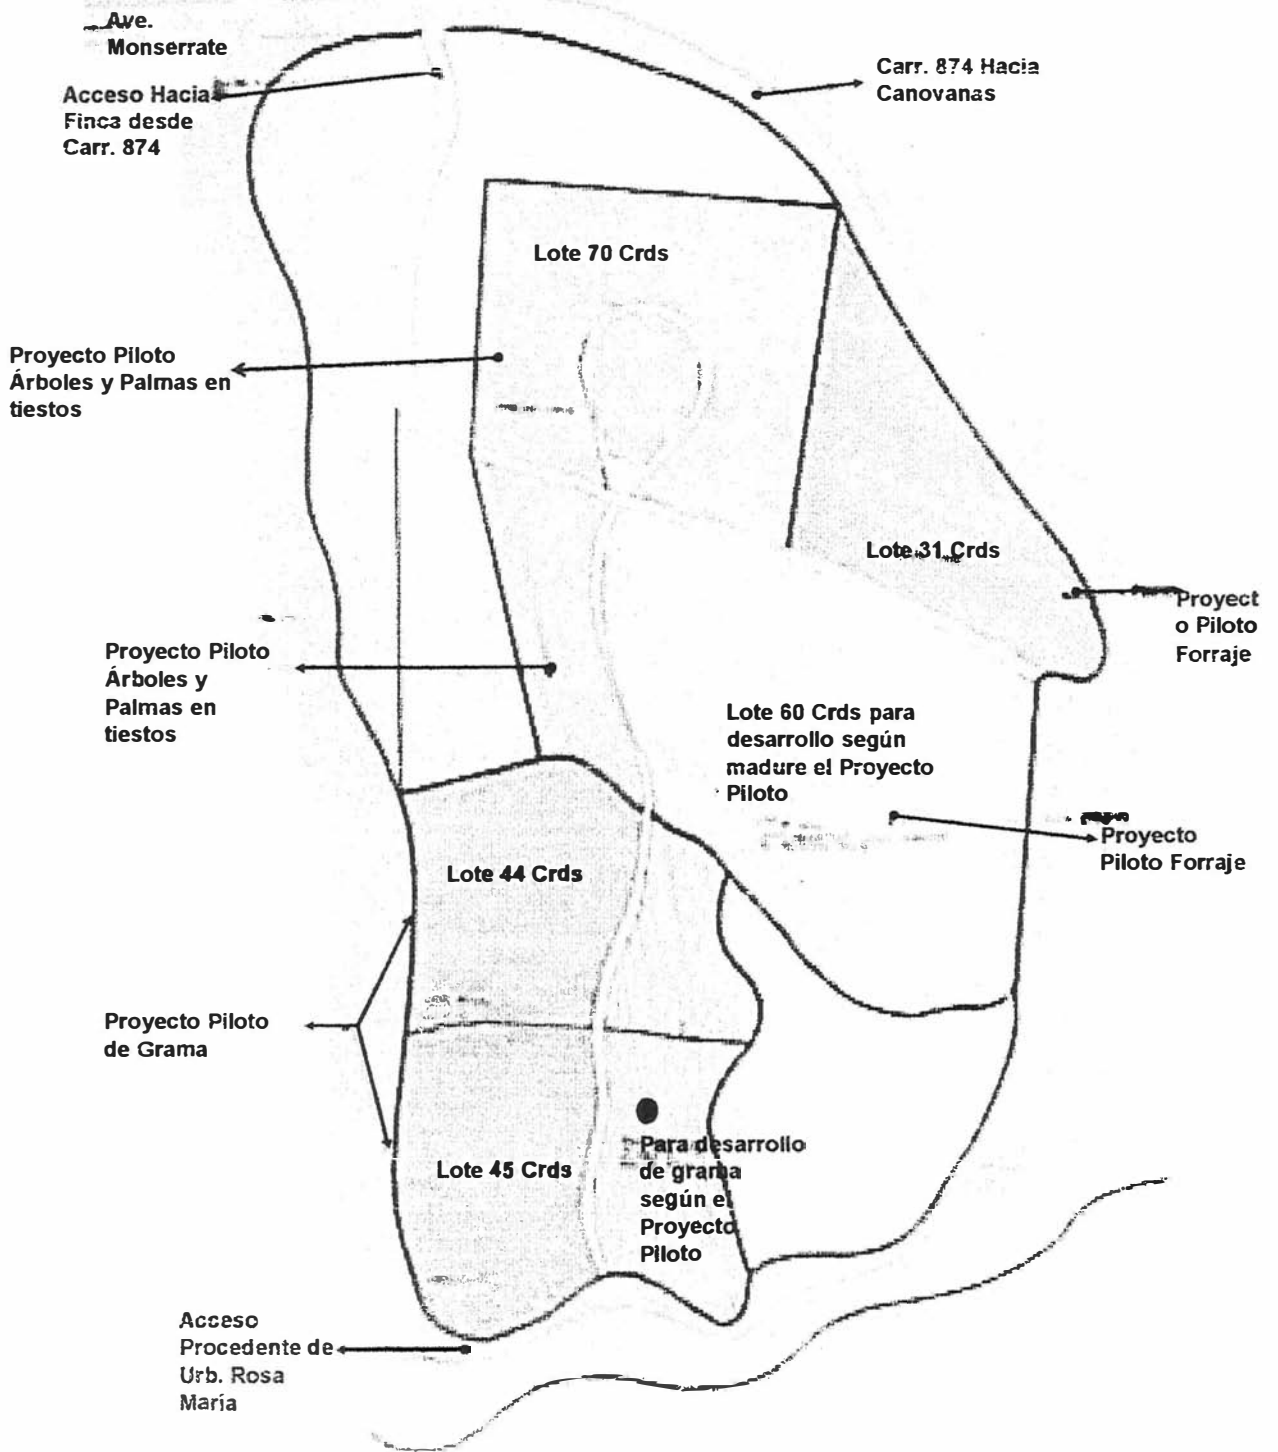 Ave.
Monserrate
Acceso Hacia
Finca desde
Carr. 874
Carr. 874 Hacia
Canovanas
Lote 70 Crds
Proyecto Piloto
Árboles y Palmas en
tiestos
Lote 31 Crds
Proyect
o Piloto
Forraje
Proyecto Piloto
Árboles y
Palmas en
tiestos
Lote 60 Crds para
desarrollo según
madure el Proyecto
Piloto
Proyecto
Piloto Forraje
Lote 44 Crds
Proyecto Piloto
de Grama
Lote 45 Crds
Para desarrollo
de grama
según el
Proyecto
Piloto
Acceso
Procedente de
Urb. Rosa
María